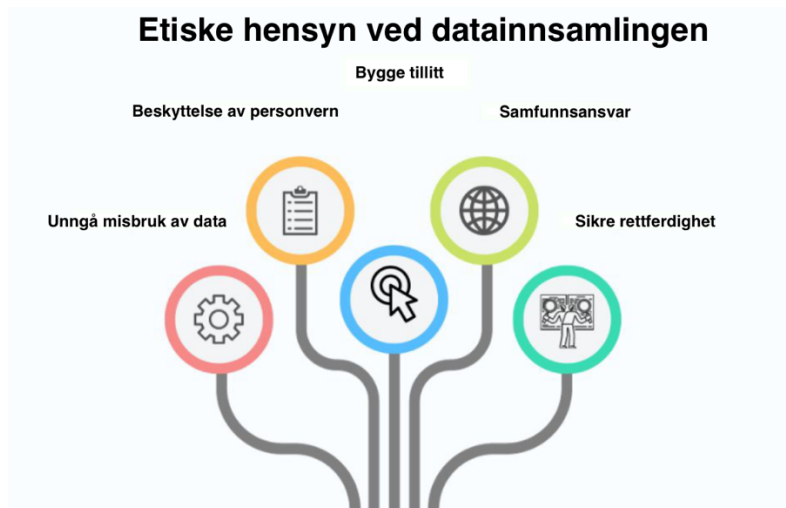 Etiske hensyn ved datainnsamlingen
Bygge tillitt
Beskyttelse av personvern
Samfunnsansvar
Unngå misbruk av data
Sikre rettferdighet